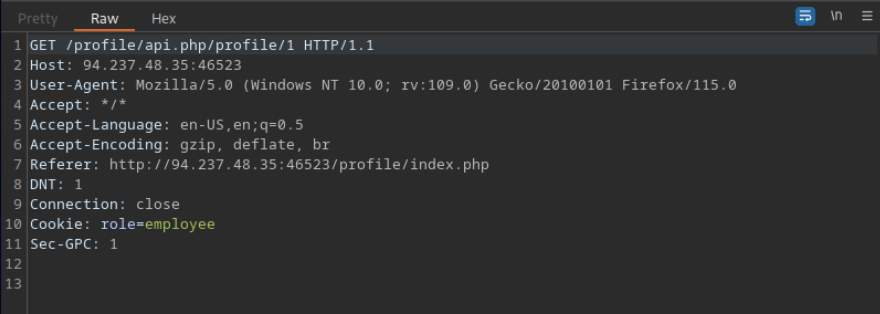 Pretty Raw Hex \n
1 GET /profile/api.php/profile/1 HTTP/1.1
2 Host: 94.237.48.35:46523
3 User-Agent: Mozilla/5.0 (Windows NT 10.0; rv:109.0) Gecko/20100101 Firefox/115.0
4 Accept: */*
5 Accept-Language: en-US,en;q=0.5
6 Accept-Encoding: gzip, deflate, br
7 Referer: http://94.237.48.35:46523/profile/index.php
8 DNT: 1
9 Connection: close
10 Cookie: role=employee
11 Sec-GPC: 1
12
13